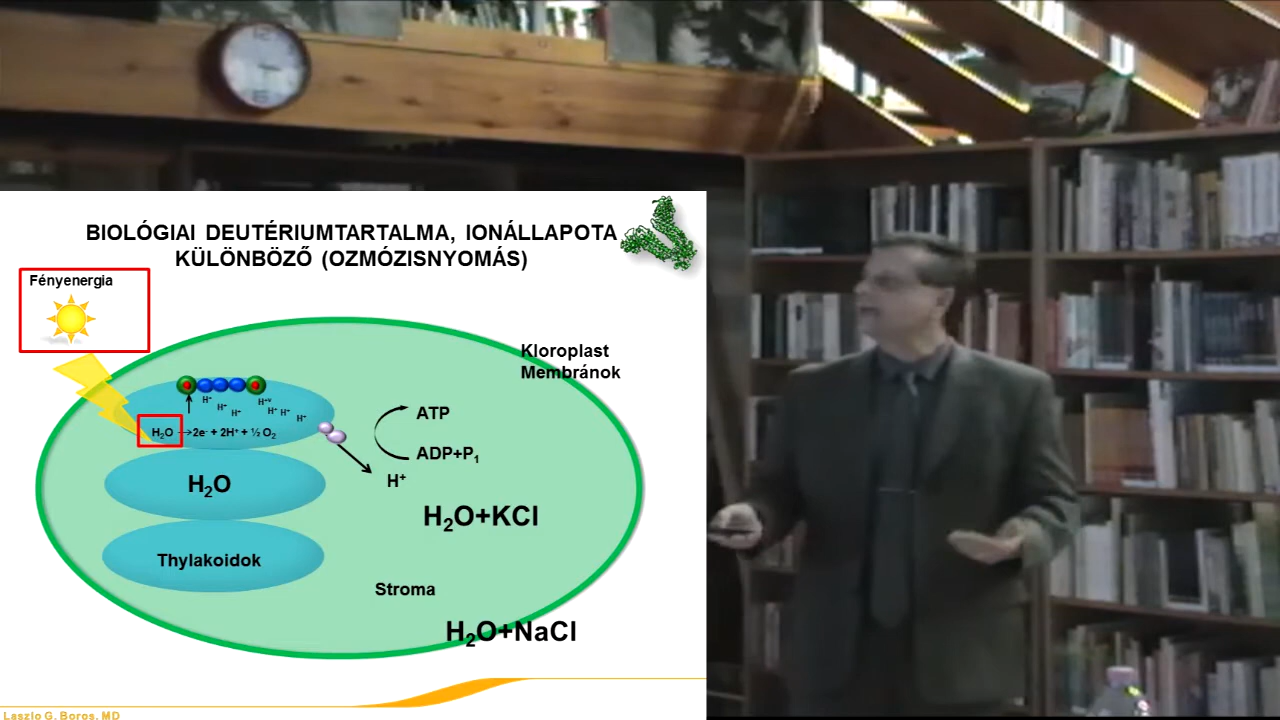 BIOLÓGIAI DEUTÉRIUMTARTALMA, IONÁLLAPOTA
KÜLÖNBÖZŐ (OZMÓZISNYOMÁS)
Fényenergia
Kloroplast
Membránok
H⁺
H⁺
H⁺
H⁺ᵛ
H⁺ H⁺
H⁺
H₂O →2e⁻ + 2H⁺ + ½ O₂
ATP
ADP+P₁
H⁺
H₂O
H₂O+KCl
Thylakoidok
Stroma
H₂O+NaCl
Laszlo G. Boros, MD